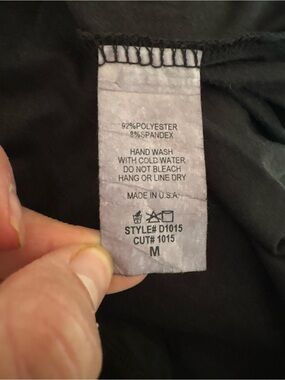 92%POLYESTER
8%SPANDEX
HAND WASH
WITH COLD WATER
DO NOT BLEACH
HANG OR LINE DRY
MADE IN U.S.A.
STYLE# D1015
CUT# 1015
M